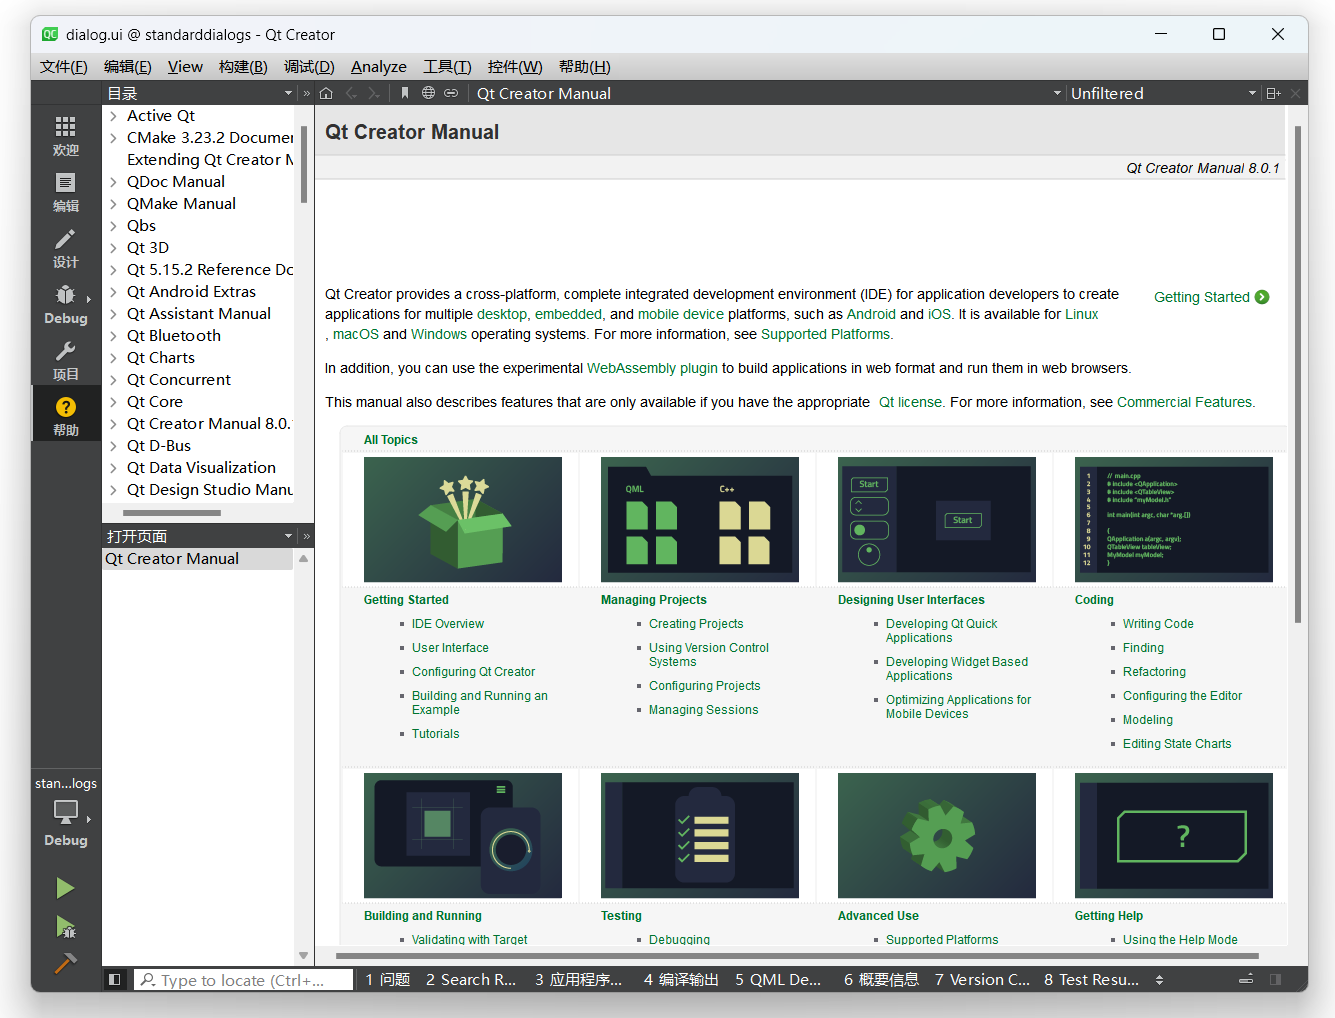 dialog.ui @ standarddialogs - Qt Creator
文件(F) 编辑(E) View 构建(B) 调试(D) Analyze 工具(T) 控件(W) 帮助(H)
目录
Qt Creator Manual
Unfiltered
欢迎
编辑
设计
Debug
项目
帮助
Active Qt
CMake 3.23.2 Documen
Extending Qt Creator M
QDoc Manual
QMake Manual
Qbs
Qt 3D
Qt 5.15.2 Reference Do
Qt Android Extras
Qt Assistant Manual
Qt Bluetooth
Qt Charts
Qt Concurrent
Qt Core
Qt Creator Manual 8.0.
Qt D-Bus
Qt Data Visualization
Qt Design Studio Manu
打开页面
Qt Creator Manual
Qt Creator Manual
Qt Creator Manual 8.0.1
Qt Creator provides a cross-platform, complete integrated development environment (IDE) for application developers to create
applications for multiple desktop, embedded, and mobile device platforms, such as Android and iOS. It is available for Linux
, macOS and Windows operating systems. For more information, see Supported Platforms.
Getting Started
In addition, you can use the experimental WebAssembly plugin to build applications in web format and run them in web browsers.
This manual also describes features that are only available if you have the appropriate Qt license. For more information, see Commercial Features.
All Topics
QML C++
Start
Start
1 // main.cpp
2 # include <QApplication>
3 # include <QTableView>
4 # include "myModel.h"
5
6 int main(int argc, char *arg.[])
7
8 {
9 QApplication a(argc, argv);
10 QTableView tableView;
11 MyModel myModel;
12 }
Getting Started
IDE Overview
User Interface
Configuring Qt Creator
Building and Running an
Example
Tutorials
Managing Projects
Creating Projects
Using Version Control
Systems
Configuring Projects
Managing Sessions
Designing User Interfaces
Developing Qt Quick
Applications
Developing Widget Based
Applications
Optimizing Applications for
Mobile Devices
Coding
Writing Code
Finding
Refactoring
Configuring the Editor
Modeling
Editing State Charts
?
Building and Running
Validating with Target
Testing
Debugging
Advanced Use
Supported Platforms
Getting Help
Using the Help Mode
stan...logs
Debug
Type to locate (Ctrl+...
1 问题 2 Search R... 3 应用程序... 4 编译输出 5 QML De... 6 概要信息 7 Version C... 8 Test Resu...